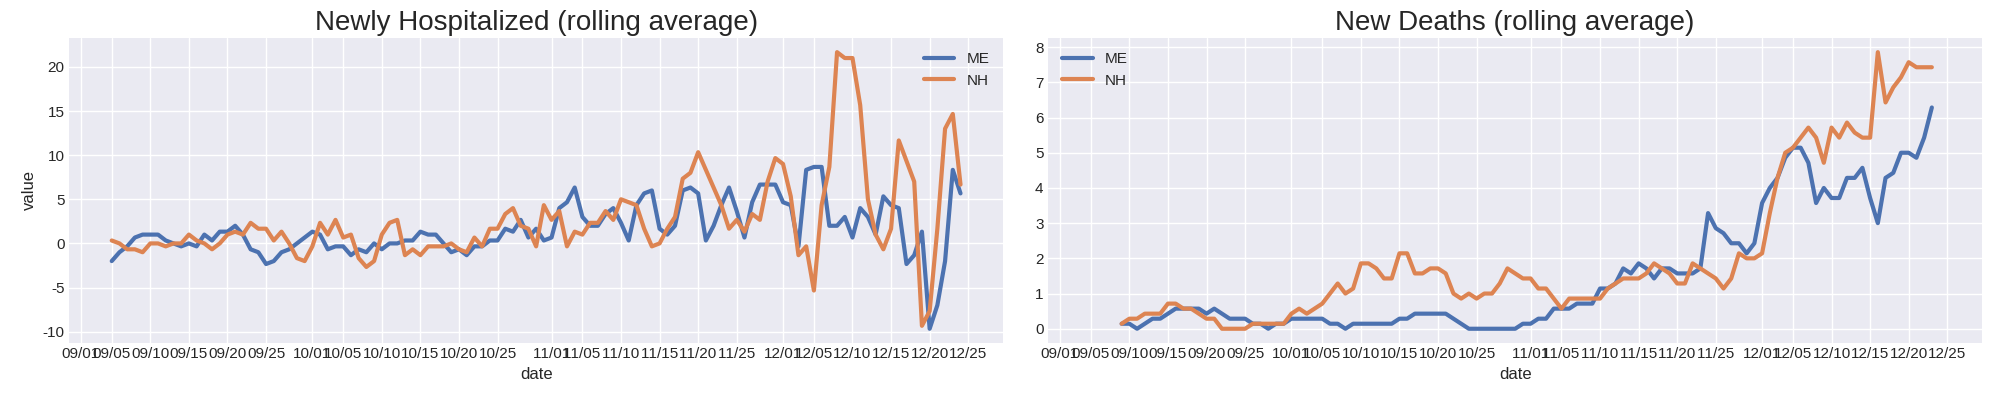 Newly Hospitalized (rolling average)
ME
NH
20
15
10
5
0
-5
-10
value
09/01 09/05 09/10 09/15 09/20 09/25 10/01 10/05 10/10 10/15 10/20 10/25 11/01 11/05 11/10 11/15 11/20 11/25 12/01 12/05 12/10 12/15 12/20 12/25
date
New Deaths (rolling average)
ME
NH
8
7
6
5
4
3
2
1
0
09/01 09/05 09/10 09/15 09/20 09/25 10/01 10/05 10/10 10/15 10/20 10/25 11/01 11/05 11/10 11/15 11/20 11/25 12/01 12/05 12/10 12/15 12/20 12/25
date